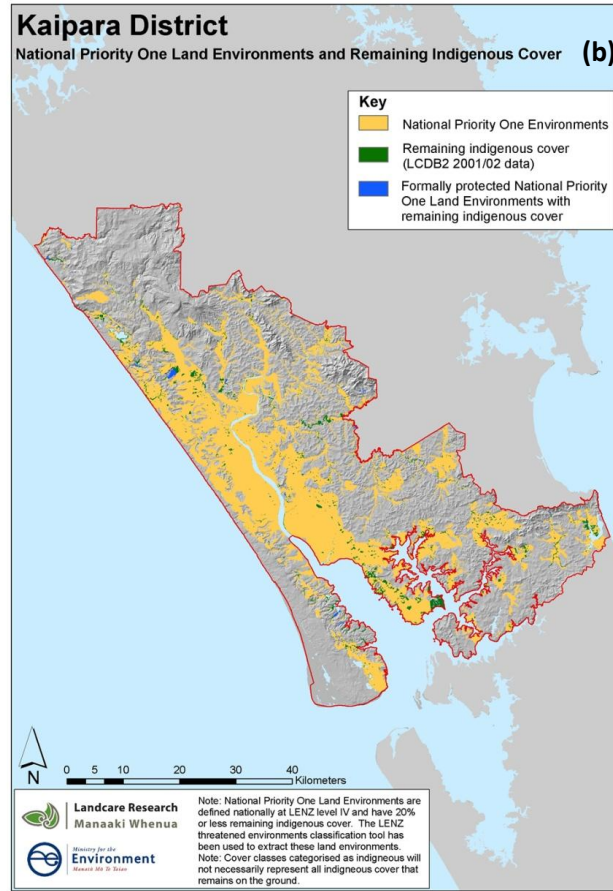 Kaipara District
National Priority One Land Environments and Remaining Indigenous Cover
(b)
Key
National Priority One Environments
Remaining indigenous cover
(LCDB2 2001/02 data)
Formally protected National Priority
One Land Environments with
remaining indigenous cover
N
0 5 10 20 30 40
Kilometers
Landcare Research
Manaaki Whenua
Ministry for the
Environment
Manatū Mō Te Taiao
Note: National Priority One Land Environments are
defined nationally at LENZ level IV and have 20%
or less remaining indigenous cover. The LENZ
threatened environments classification tool has
been used to extract these land environments.
Note: Cover classes categorised as indigneous will
not necessarily represent all indigneous cover that
remains on the ground.